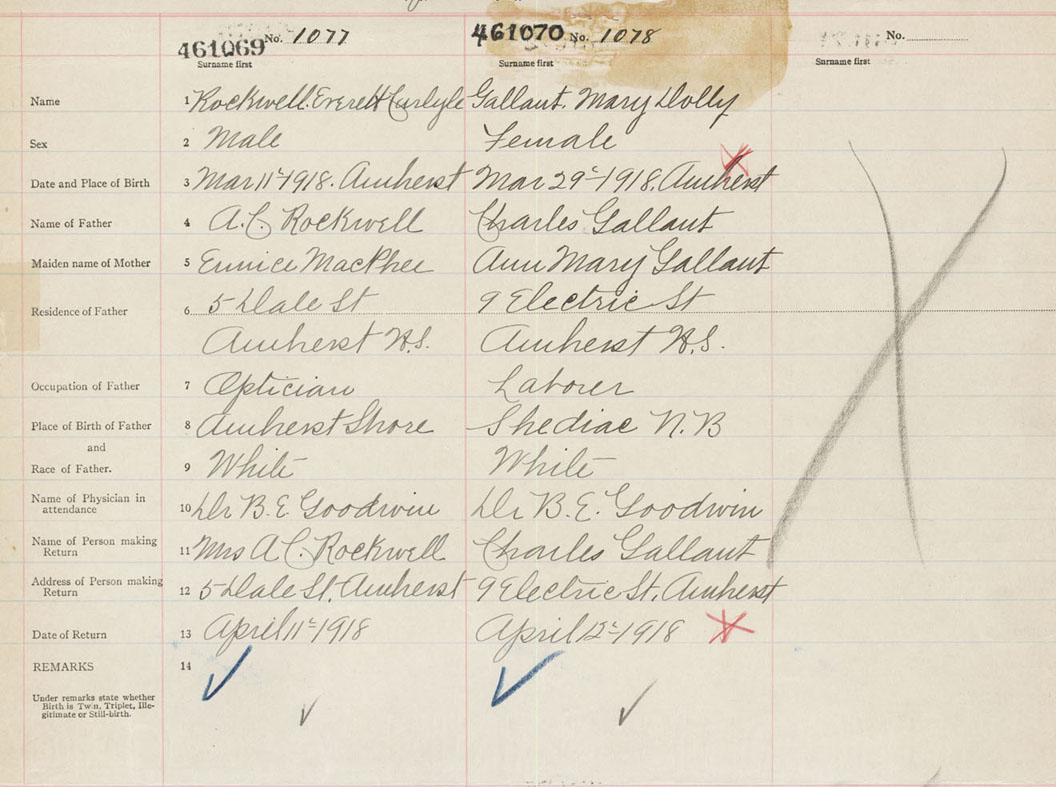 461069 No. 1077 461070 No. 1078 No.
Surname first Surname first Surname first
Name 1 Rockwell. Everett Carlyle Gallant. Mary Dolly
Sex 2 Male Female
Date and Place of Birth 3 Mar 11th 1918. Amherst Mar 29th 1918. Amherst
Name of Father 4 A.C. Rockwell Charles Gallant
Maiden name of Mother 5 Eunice MacPhee Ann Mary Gallant
Residence of Father 6 5 Dale St 9 Electric St
Amherst N.S. Amherst N.S.
Occupation of Father 7 Optician Laborer
Place of Birth of Father 8 Amherst Shore Shediac N.B
and
Race of Father. 9 White White
Name of Physician in
attendance 10 Dr B.E. Goodwin Dr B.E. Goodwin
Name of Person making
Return 11 Mrs A.C. Rockwell Charles Gallant
Address of Person making
Return 12 5 Dale St. Amherst 9 Electric St. Amherst
Date of Return 13 April 11th 1918 April 12th 1918
REMARKS 14
Under remarks state whether
Birth is Twin, Triplet, Ille-
gitimate or Still-birth.